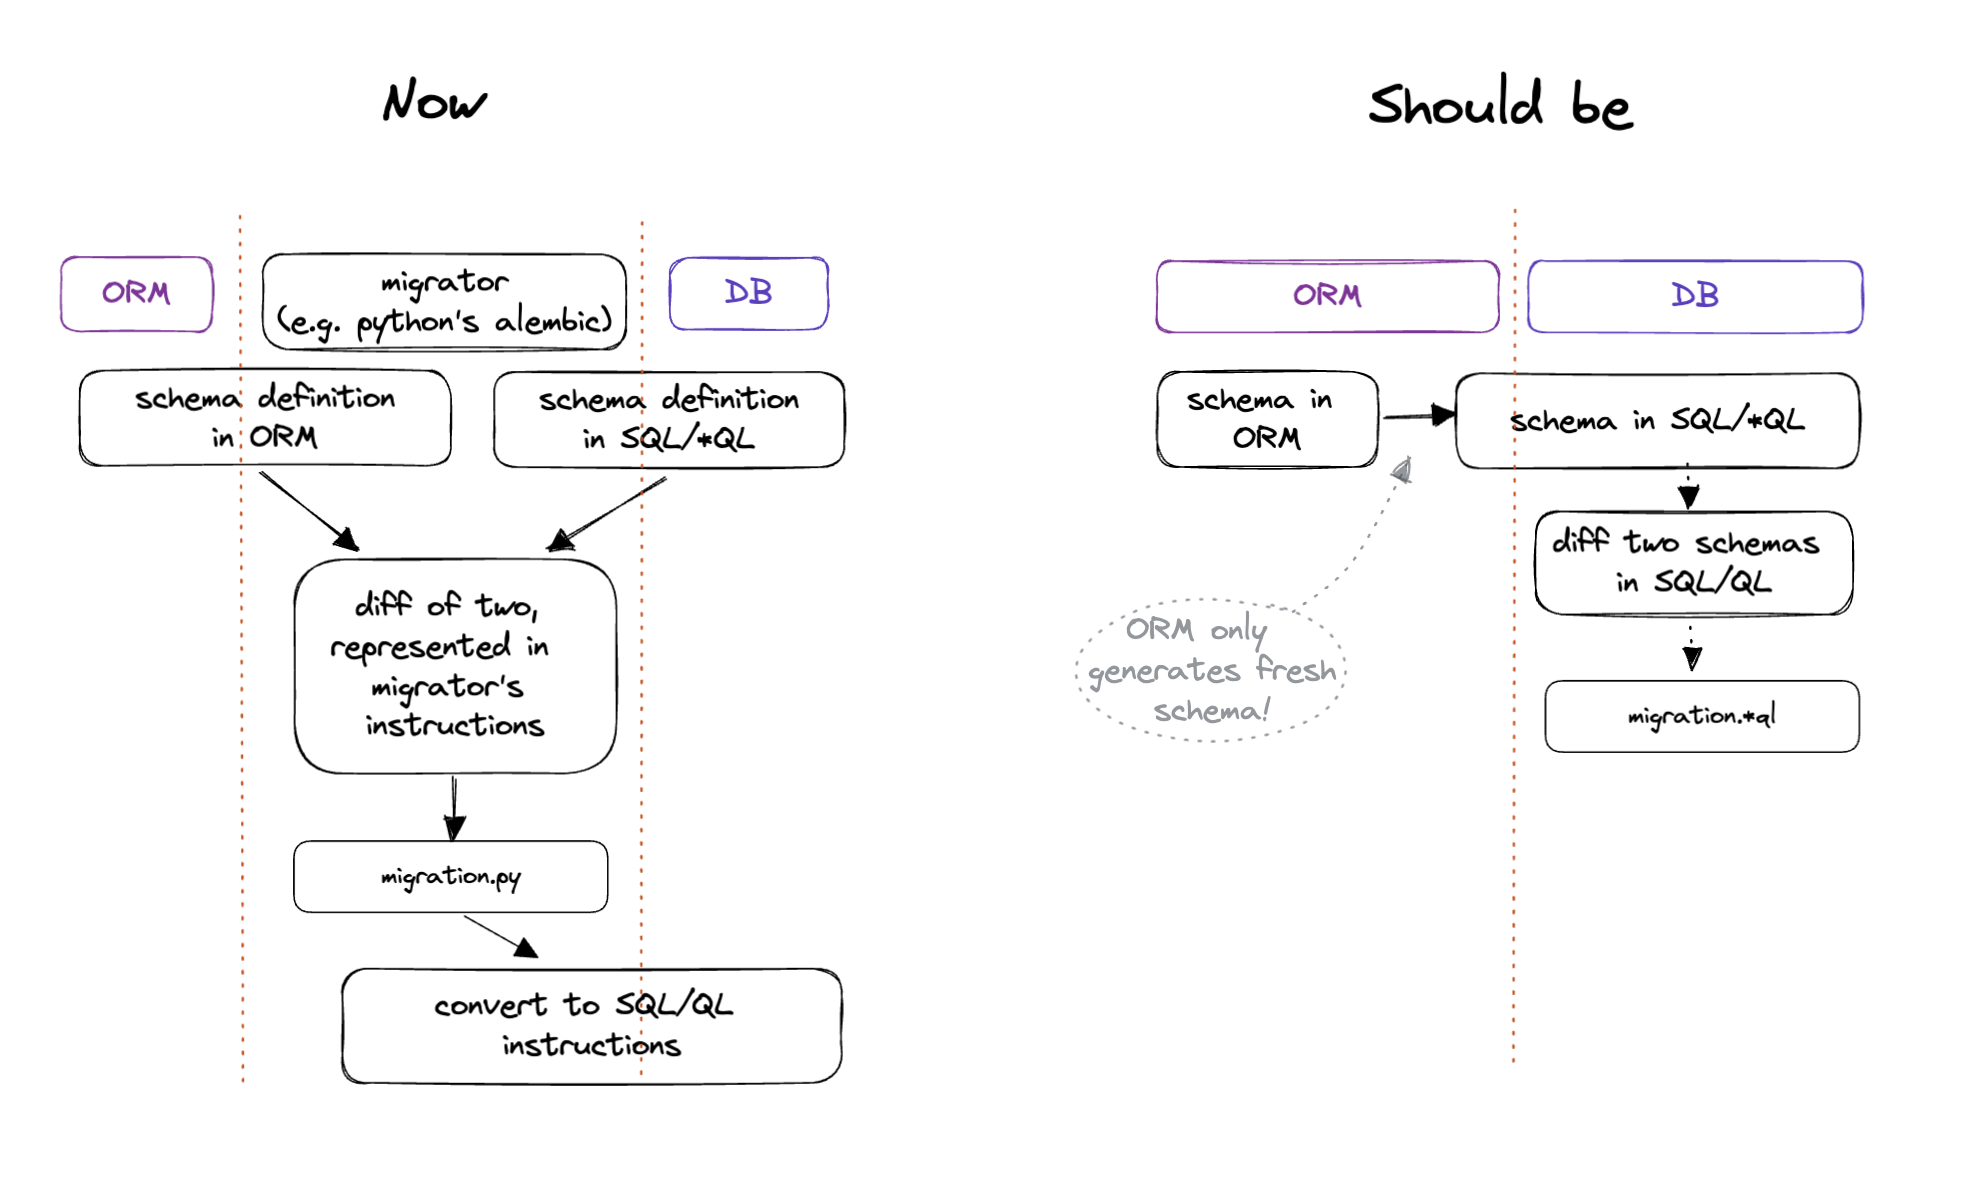 Now
ORM
migrator
(e.g. python's alembic)
DB
schema definition
in ORM
schema definition
in SQL/*QL
diff of two,
represented in
migrator's
instructions
migration.py
convert to SQL/QL
instructions
Should be
ORM
DB
schema in
ORM
schema in SQL/*QL
diff two schemas
in SQL/QL
ORM only
generates fresh
schema!
migration.*ql